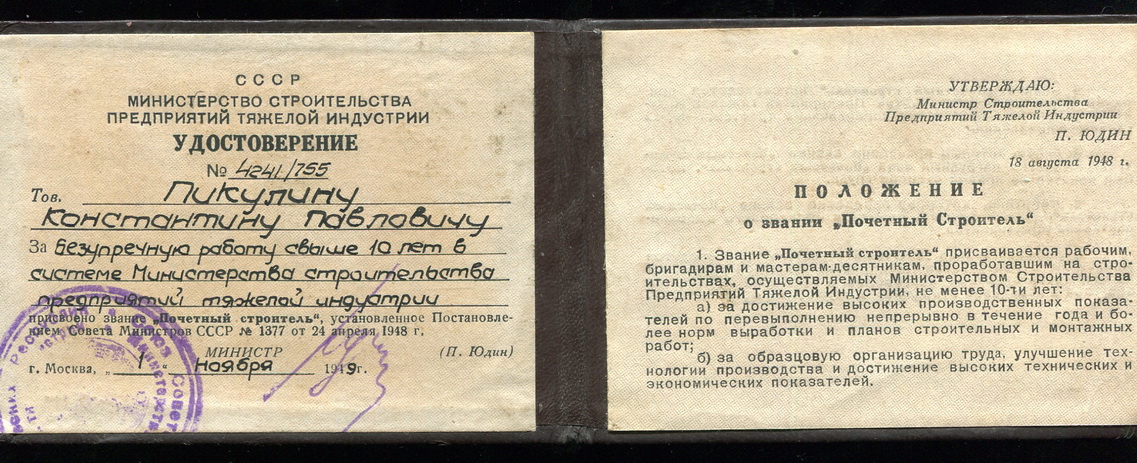 СССР
МИНИСТЕРСТВО СТРОИТЕЛЬСТВА
ПРЕДПРИЯТИЙ ТЯЖЕЛОЙ ИНДУСТРИИ
УДОСТОВЕРЕНИЕ
№ 4241/755
Тов. Пикулину
Константину Павловичу
За безупречную работу свыше 10 лет в
системе Министерства строительства
предприятий тяжелой индустрии
присвоено звание „Почетный строитель“, установленное Постановле-
нием Совета Министров СССР № 1377 от 24 апреля 1948 г.
МИНИСТР (П. Юдин)
г. Москва, „ 1 “ Ноября 1949г.
УТВЕРЖДАЮ:
Министр Строительства
Предприятий Тяжелой Индустрии
П. ЮДИН
18 августа 1948 г.
ПОЛОЖЕНИЕ
о звании „Почетный Строитель“
1. Звание „Почетный строитель“ присваивается рабочим,
бригадирам и мастерам-десятникам, проработавшим на стро-
ительствах, осуществляемых Министерством Строительства
Предприятий Тяжелой Индустрии, не менее 10-ти лет:
а) за достижение высоких производственных показа-
телей по перевыполнению непрерывно в течение года и бо-
лее норм выработки и планов строительных и монтажных
работ;
б) за образцовую организацию труда, улучшение тех-
нологии производства и достижение высоких технических и
экономических показателей.